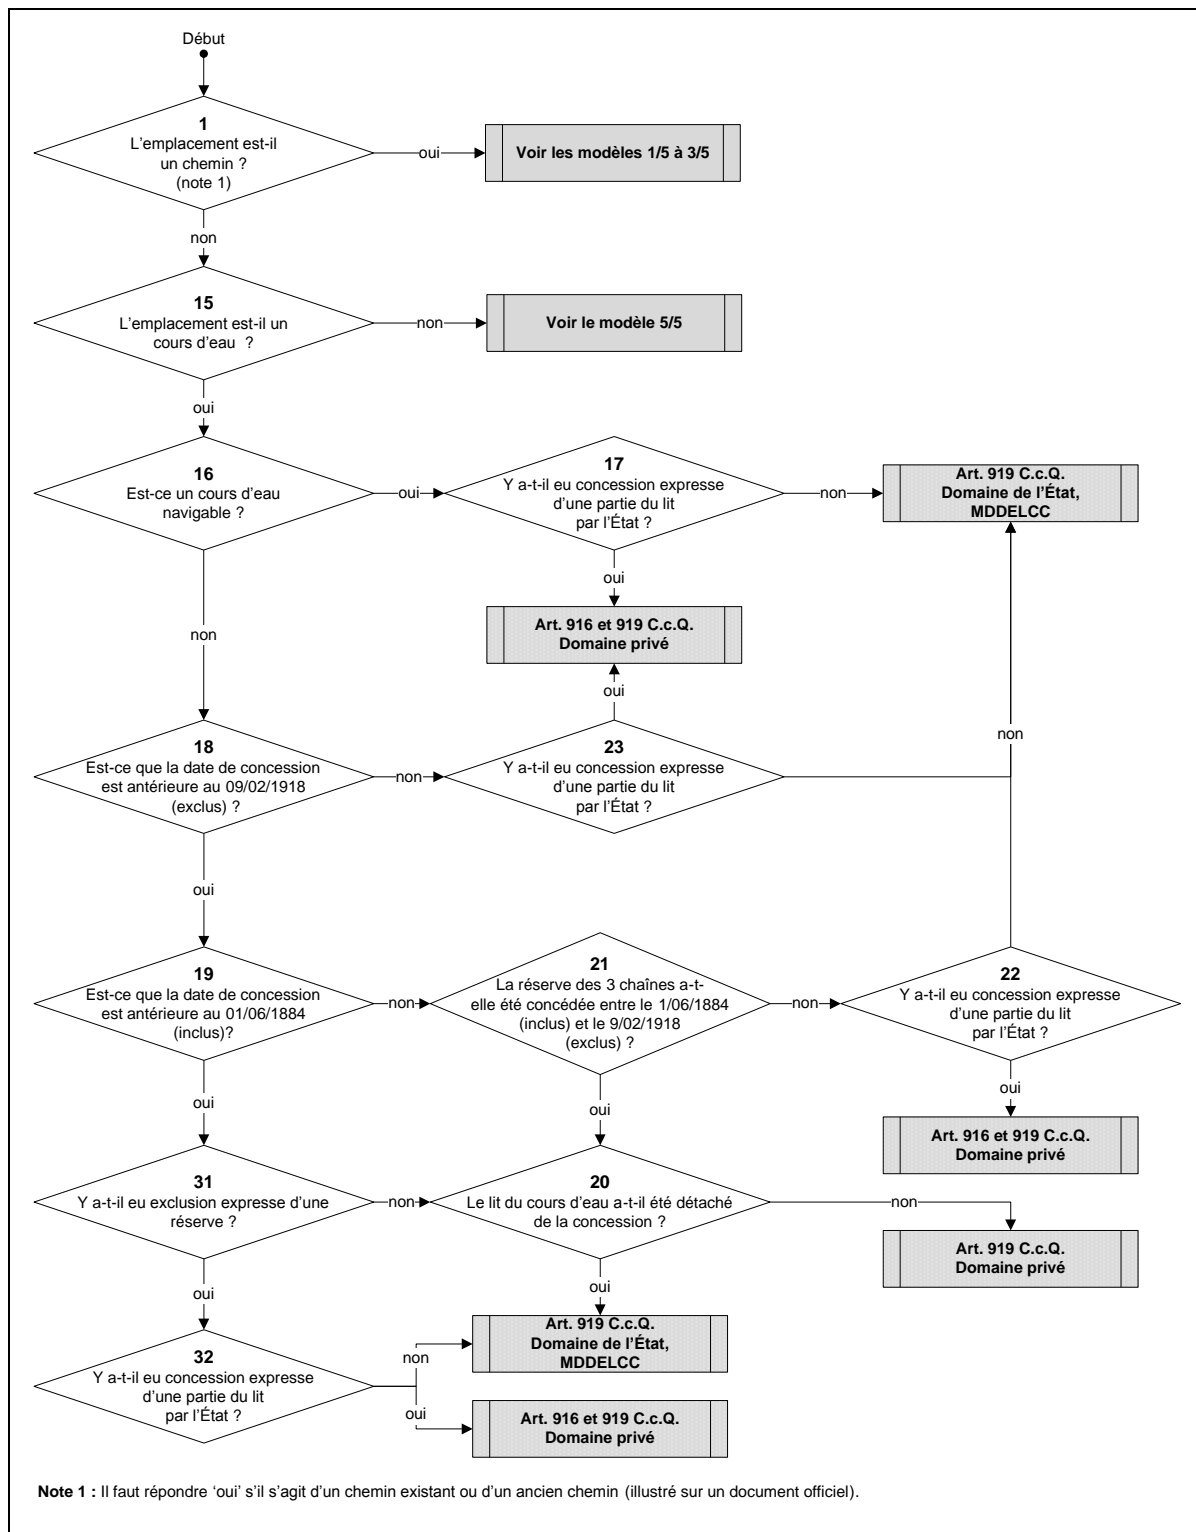 Début
1
L'emplacement est-il
un chemin ?
(note 1)
oui
Voir les modèles 1/5 à 3/5
non
15
L'emplacement est-il un
cours d'eau ?
non
Voir le modèle 5/5
oui
16
Est-ce un cours d'eau
navigable ?
oui
17
Y a-t-il eu concession expresse
d'une partie du lit
par l'État ?
non
Art. 919 C.c.Q.
Domaine de l'État,
MDDELCC
oui
Art. 916 et 919 C.c.Q.
Domaine privé
non
oui
18
Est-ce que la date de concession
est antérieure au 09/02/1918
(exclus) ?
non
23
Y a-t-il eu concession expresse
d'une partie du lit
par l'État ?
non
oui
19
Est-ce que la date de concession
est antérieure au 01/06/1884
(inclus)?
non
21
La réserve des 3 chaînes a-t-
elle été concédée entre le 1/06/1884
(inclus) et le 9/02/1918
(exclus) ?
non
22
Y a-t-il eu concession expresse
d'une partie du lit
par l'État ?
oui
oui
oui
Art. 916 et 919 C.c.Q.
Domaine privé
31
Y a-t-il eu exclusion expresse d'une
réserve ?
non
20
Le lit du cours d'eau a-t-il été détaché
de la concession ?
non
Art. 919 C.c.Q.
Domaine privé
oui
oui
32
Y a-t-il eu concession expresse
d'une partie du lit
par l'État ?
non
Art. 919 C.c.Q.
Domaine de l'État,
MDDELCC
oui
Art. 916 et 919 C.c.Q.
Domaine privé
Note 1 : Il faut répondre 'oui' s'il s'agit d'un chemin existant ou d'un ancien chemin (illustré sur un document officiel).